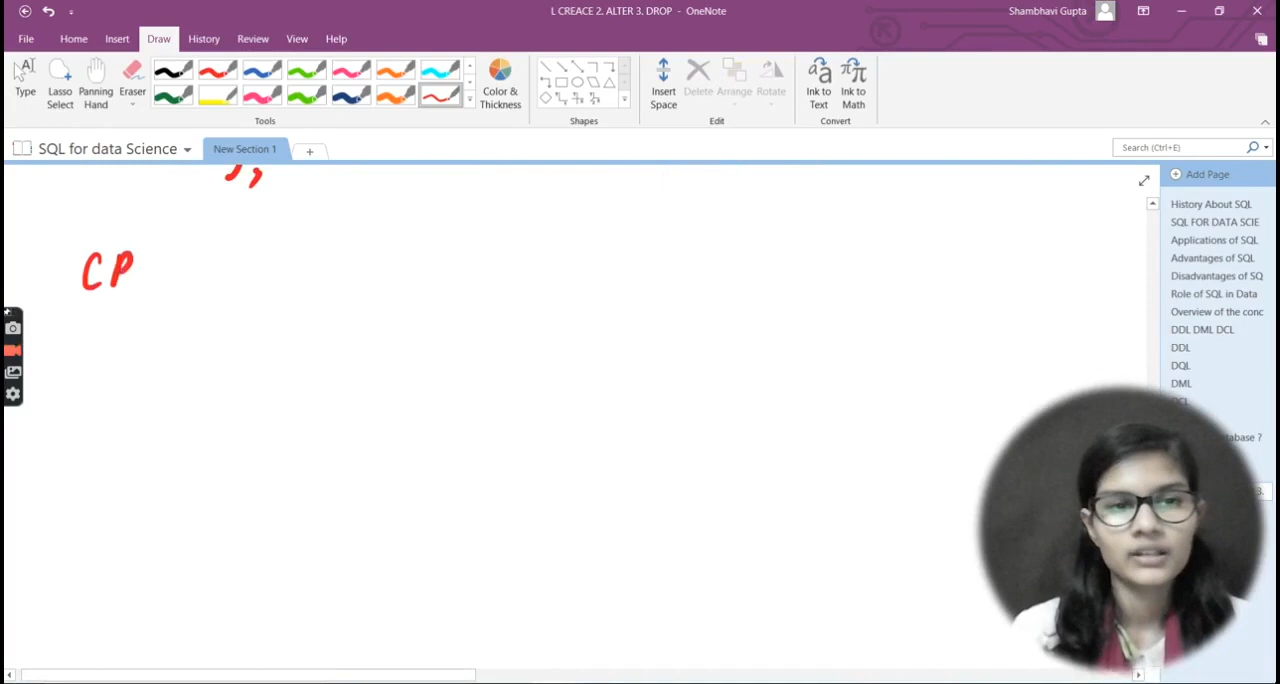 L CREACE 2. ALTER 3. DROP - OneNote
Shambhavi Gupta
File Home Insert Draw History Review View Help
Type
Lasso Select
Panning Hand
Eraser
Color & Thickness
Insert Space
Delete
Arrange
Rotate
Ink to Text
Ink to Math
Tools
Shapes
Edit
Convert
SQL for data Science
New Section 1
+
Search (Ctrl+E)
Add Page
History About SQL
SQL FOR DATA SCIE
Applications of SQL
Advantages of SQL
Disadvantages of SQ
Role of SQL in Data
Overview of the conc
DDL DML DCL
DDL
DQL
DML
DCL
tabase ?
3.
);
CP